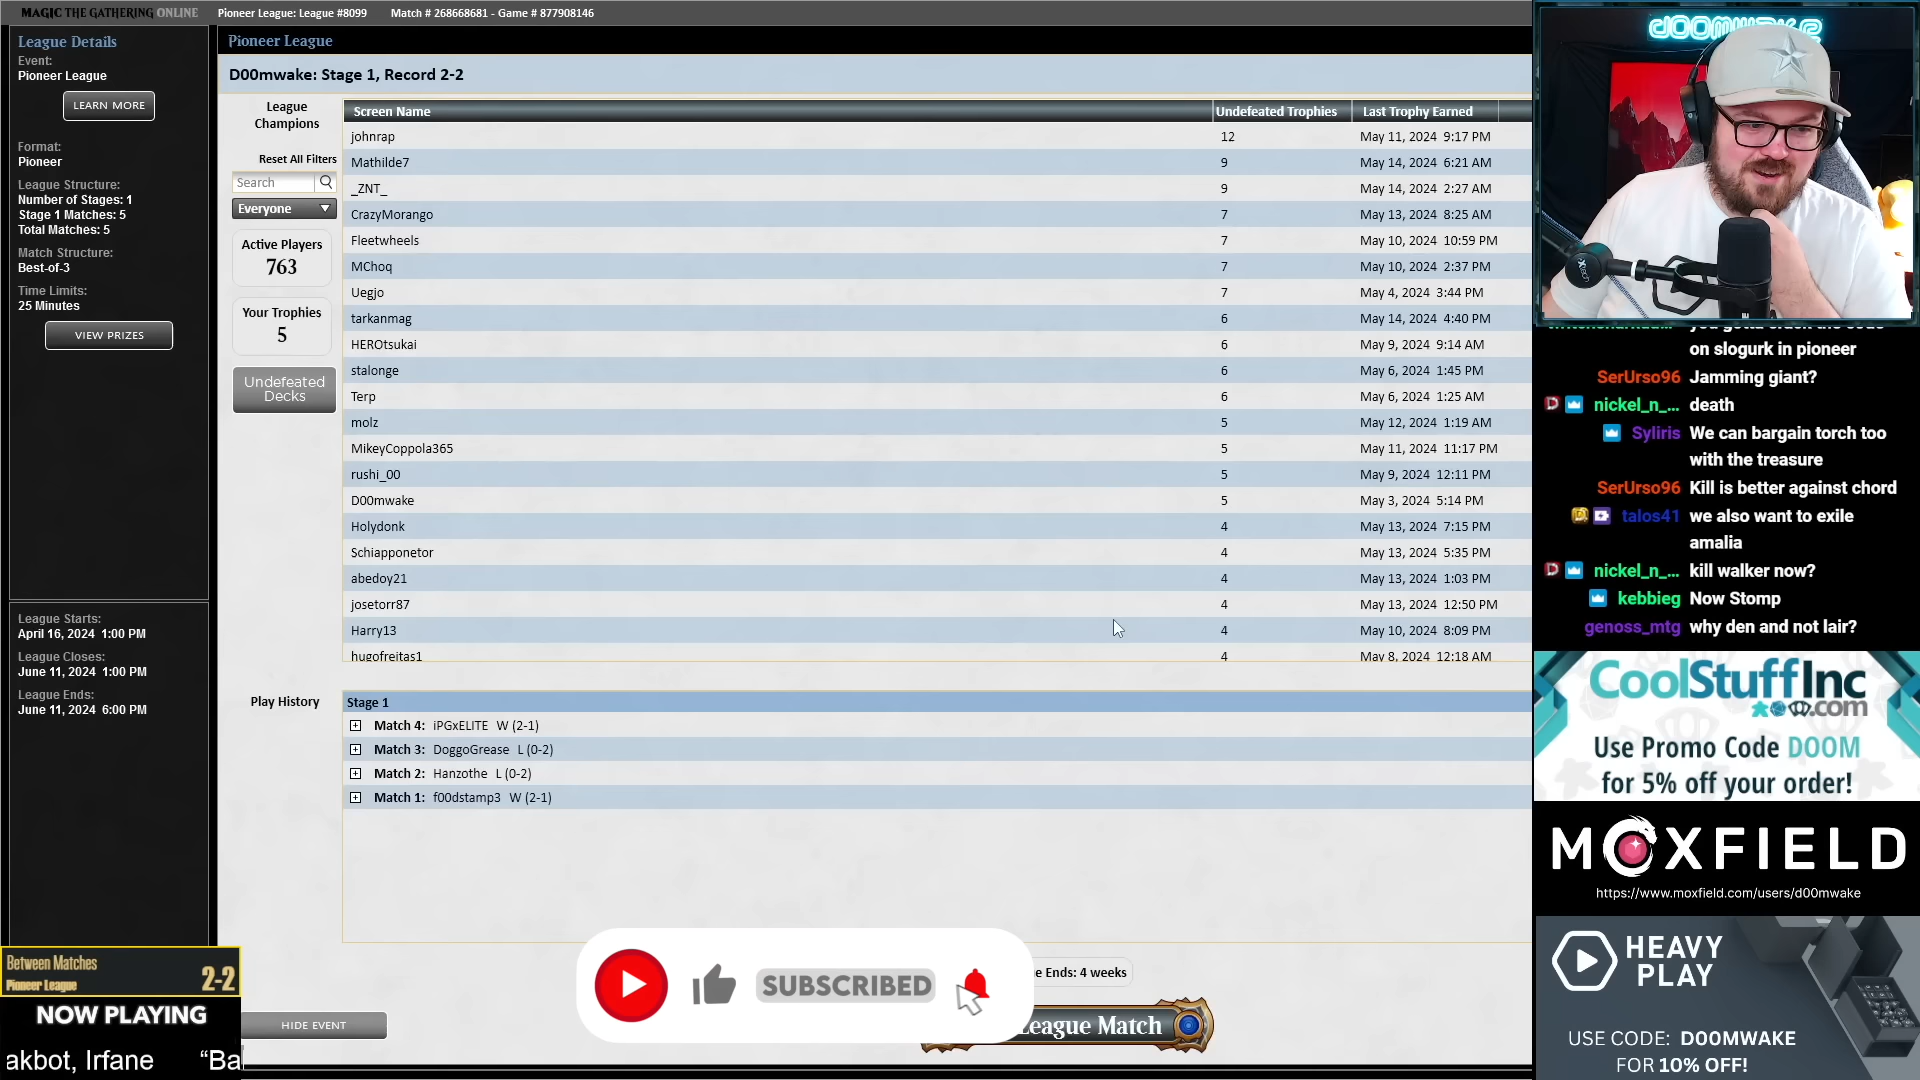 MAGIC THE GATHERING ONLINE
Pioneer League: League #8099
Match # 268668681 - Game # 877908146
League Details
Event:
Pioneer League
LEARN MORE
Format:
Pioneer
League Structure:
Number of Stages: 1
Stage 1 Matches: 5
Total Matches: 5
Match Structure:
Best-of-3
Time Limits:
25 Minutes
VIEW PRIZES
League Starts:
April 16, 2024 1:00 PM
League Closes:
June 11, 2024 1:00 PM
League Ends:
June 11, 2024 6:00 PM
Between Matches
Pioneer League
2-2
NOW PLAYING
akbot, Irfane “Ba
Pioneer League
D00mwake: Stage 1, Record 2-2
League
Champions
Reset All Filters
Search
Everyone
Active Players
763
Your Trophies
5
Undefeated
Decks
Screen Name Undefeated Trophies Last Trophy Earned
johnrap 12 May 11, 2024 9:17 PM
Mathilde7 9 May 14, 2024 6:21 AM
_ZNT_ 9 May 14, 2024 2:27 AM
CrazyMorango 7 May 13, 2024 8:25 AM
Fleetwheels 7 May 10, 2024 10:59 PM
MChoq 7 May 10, 2024 2:37 PM
Uegjo 7 May 4, 2024 3:44 PM
tarkanmag 6 May 14, 2024 4:40 PM
HEROtsukai 6 May 9, 2024 9:14 AM
stalonge 6 May 6, 2024 1:45 PM
Terp 6 May 6, 2024 1:25 AM
molz 5 May 12, 2024 1:19 AM
MikeyCoppola365 5 May 11, 2024 11:17 PM
rushi_00 5 May 9, 2024 12:11 PM
D00mwake 5 May 3, 2024 5:14 PM
Holydonk 4 May 13, 2024 7:15 PM
Schiapponetor 4 May 13, 2024 5:35 PM
abedoy21 4 May 13, 2024 1:03 PM
josetorr87 4 May 13, 2024 12:50 PM
Harry13 4 May 10, 2024 8:09 PM
hugofreitas1 4 May 8, 2024 12:18 AM
Play History
Stage 1
Match 4: iPGxELITE W (2-1)
Match 3: DoggoGrease L (0-2)
Match 2: Hanzothe L (0-2)
Match 1: f00dstamp3 W (2-1)
SUBSCRIBED
e Ends: 4 weeks
League Match
HIDE EVENT
doomwake
on slogurk in pioneer
SerUrso96 Jamming giant?
nickel_n_... death
Syliris We can bargain torch too
with the treasure
SerUrso96 Kill is better against chord
talos41 we also want to exile
amalia
nickel_n_... kill walker now?
kebbieg Now Stomp
genoss_mtg why den and not lair?
CoolStuffInc
.com
Use Promo Code DOOM
for 5% off your order!
MOXFIELD
https://www.moxfield.com/users/d00mwake
HEAVY
PLAY
USE CODE: D00MWAKE
FOR 10% OFF!